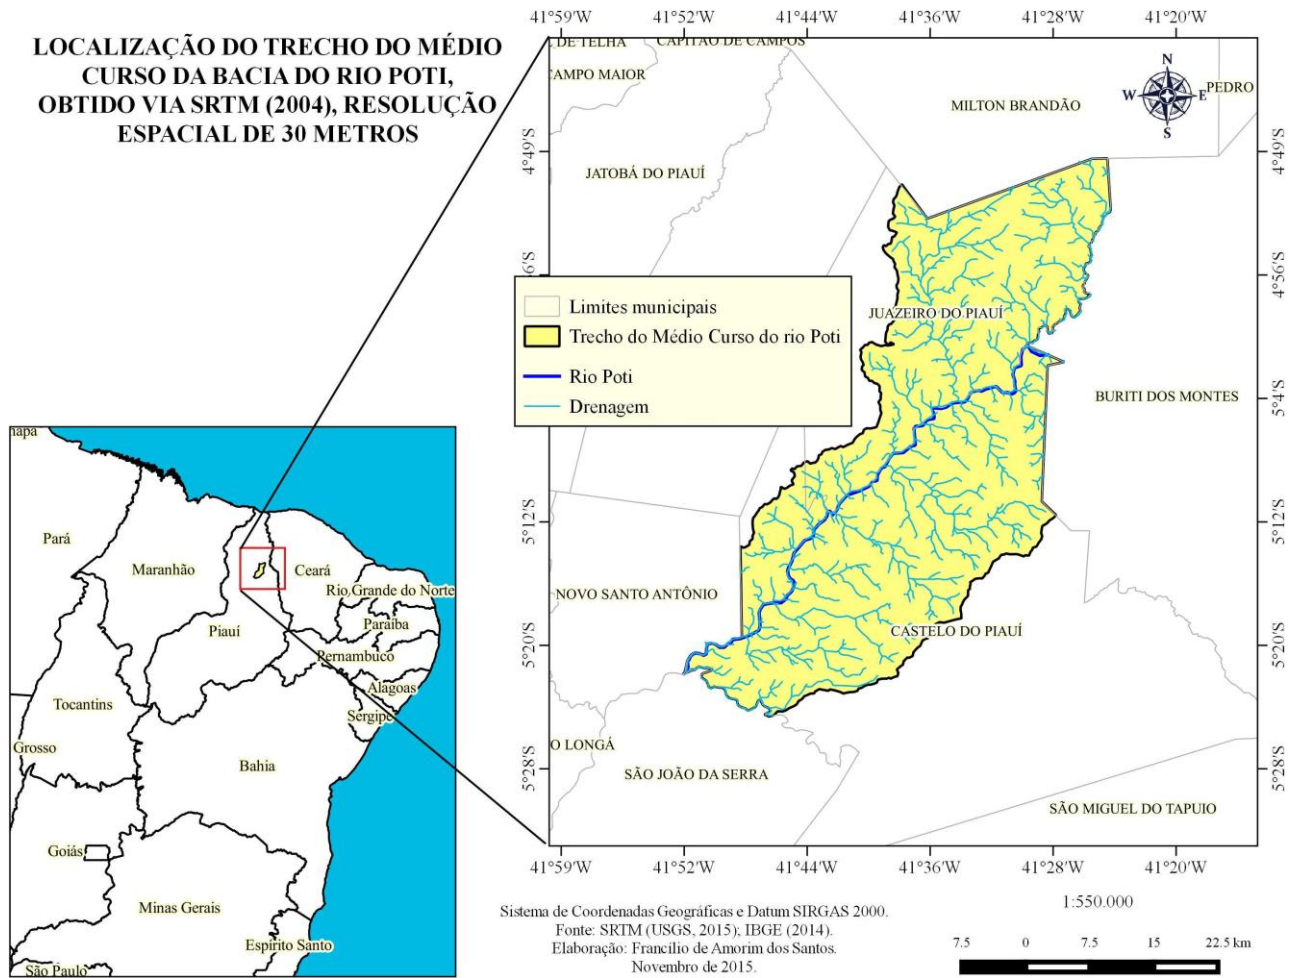 LOCALIZAÇÃO DO TRECHO DO MÉDIO
CURSO DA BACIA DO RIO POTI,
OBTIDO VIA SRTM (2004), RESOLUÇÃO
ESPACIAL DE 30 METROS
41°59'W 41°52'W 41°44'W 41°36'W 41°28'W 41°20'W
DE TELHA
CAPITÃO DE CAMPOS
CAMPO MAIOR
JATOBÁ DO PIAUÍ
MILTON BRANDÃO
PEDRO
N
W E
S
4°49'S
4°49'S
4°56'S
JUAZEIRO DO PIAUÍ
BURITI DOS MONTES
5°4'S
5°12'S
5°12'S
NOVO SANTO ANTÔNIO
CASTELO DO PIAUÍ
5°20'S
5°20'S
O LONGÁ
SÃO JOÃO DA SERRA
SÃO MIGUEL DO TAPUIO
5°28'S
5°28'S
41°59'W 41°52'W 41°44'W 41°36'W 41°28'W 41°20'W
Limites municipais
Trecho do Médio Curso do rio Poti
Rio Poti
Drenagem
Pará
Maranhão
Ceará
Rio Grande do Norte
Paraíba
Piauí
Pernambuco
Alagoas
Sergipe
Tocantins
Grosso
Bahia
Goiás
Minas Gerais
Espírito Santo
São Paulo
Sistema de Coordenadas Geográficas e Datum SIRGAS 2000.
Fonte: SRTM (USGS, 2015); IBGE (2014).
Elaboração: Francílio de Amorim dos Santos.
Novembro de 2015.
1:550.000
7.5 0 7.5 15 22.5 km